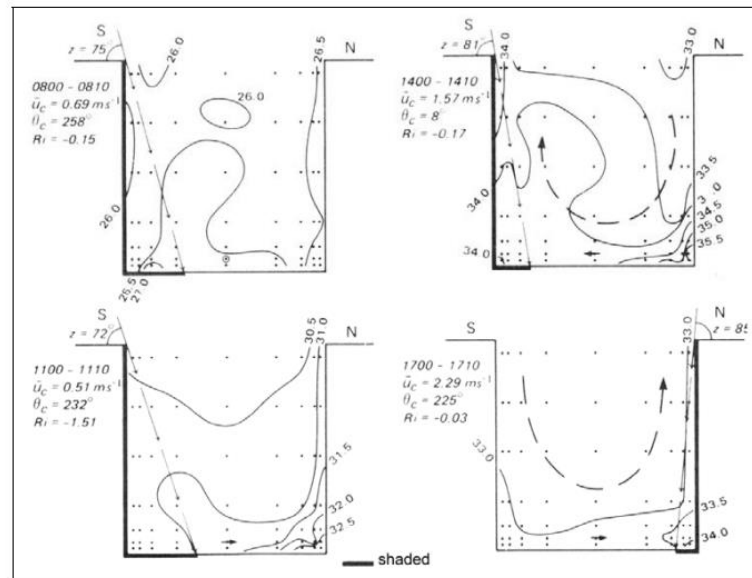 S
N
z = 75°
26.0
26.5
0800 - 0810
ū_c = 0.69 ms⁻¹
θ_c = 258°
Ri = -0.15
26.0
26.0
26.5
27.0
S
N
z = 81°
34.0
33.0
1400 - 1410
ū_c = 1.57 ms⁻¹
θ_c = 8°
Ri = -0.17
34.0
34.0
33.5
34.5
35.0
35.5
S
N
z = 72°
30.5
31.0
1100 - 1110
ū_c = 0.51 ms⁻¹
θ_c = 232°
Ri = -1.51
31.5
32.0
32.5
S
N
z = 85
33.0
1700 - 1710
ū_c = 2.29 ms⁻¹
θ_c = 225°
Ri = -0.03
33.0
33.5
34.0
shaded